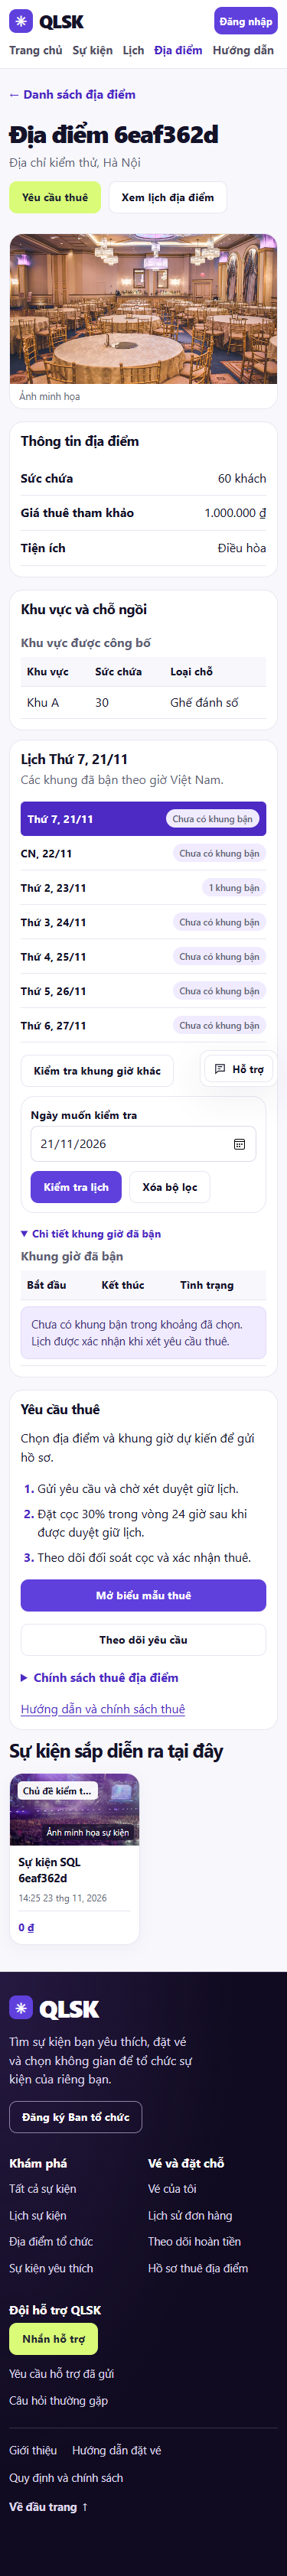 QLSK
Đăng nhập
Trang chủ Sự kiện Lịch Địa điểm Hướng dẫn
← Danh sách địa điểm
Địa điểm 6eaf362d
Địa chỉ kiểm thử, Hà Nội
Yêu cầu thuê Xem lịch địa điểm
Ảnh minh họa
Thông tin địa điểm
Sức chứa 60 khách
Giá thuê tham khảo 1.000.000 ₫
Tiện ích Điều hòa
Khu vực và chỗ ngồi
Khu vực được công bố
Khu vực Sức chứa Loại chỗ
Khu A 30 Ghế đánh số
Lịch Thứ 7, 21/11
Các khung đã bận theo giờ Việt Nam.
Thứ 7, 21/11 Chưa có khung bận
CN, 22/11 Chưa có khung bận
Thứ 2, 23/11 1 khung bận
Thứ 3, 24/11 Chưa có khung bận
Thứ 4, 25/11 Chưa có khung bận
Thứ 5, 26/11 Chưa có khung bận
Thứ 6, 27/11 Chưa có khung bận
Kiểm tra khung giờ khác
Hỗ trợ
Ngày muốn kiểm tra
21/11/2026
Kiểm tra lịch Xóa bộ lọc
▼ Chi tiết khung giờ đã bận
Khung giờ đã bận
Bắt đầu Kết thúc Tình trạng
Chưa có khung bận trong khoảng đã chọn.
Lịch được xác nhận khi xét yêu cầu thuê.
Yêu cầu thuê
Chọn địa điểm và khung giờ dự kiến để gửi
hồ sơ.
1. Gửi yêu cầu và chờ xét duyệt giữ lịch.
2. Đặt cọc 30% trong vòng 24 giờ sau khi
được duyệt giữ lịch.
3. Theo dõi đối soát cọc và xác nhận thuê.
Mở biểu mẫu thuê
Theo dõi yêu cầu
▶ Chính sách thuê địa điểm
Hướng dẫn và chính sách thuê
Sự kiện sắp diễn ra tại đây
Chủ đề kiểm t...
Ảnh minh họa sự kiện
Sự kiện SQL
6eaf362d
14:25 23 thg 11, 2026
0 ₫
QLSK
Tìm sự kiện bạn yêu thích, đặt vé
và chọn không gian để tổ chức sự
kiện của riêng bạn.
Đăng ký Ban tổ chức
Khám phá
Tất cả sự kiện
Lịch sự kiện
Địa điểm tổ chức
Sự kiện yêu thích
Vé và đặt chỗ
Vé của tôi
Lịch sử đơn hàng
Theo dõi hoàn tiền
Hồ sơ thuê địa điểm
Đội hỗ trợ QLSK
Nhắn hỗ trợ
Yêu cầu hỗ trợ đã gửi
Câu hỏi thường gặp
Giới thiệu Hướng dẫn đặt vé
Quy định và chính sách
Về đầu trang ↑